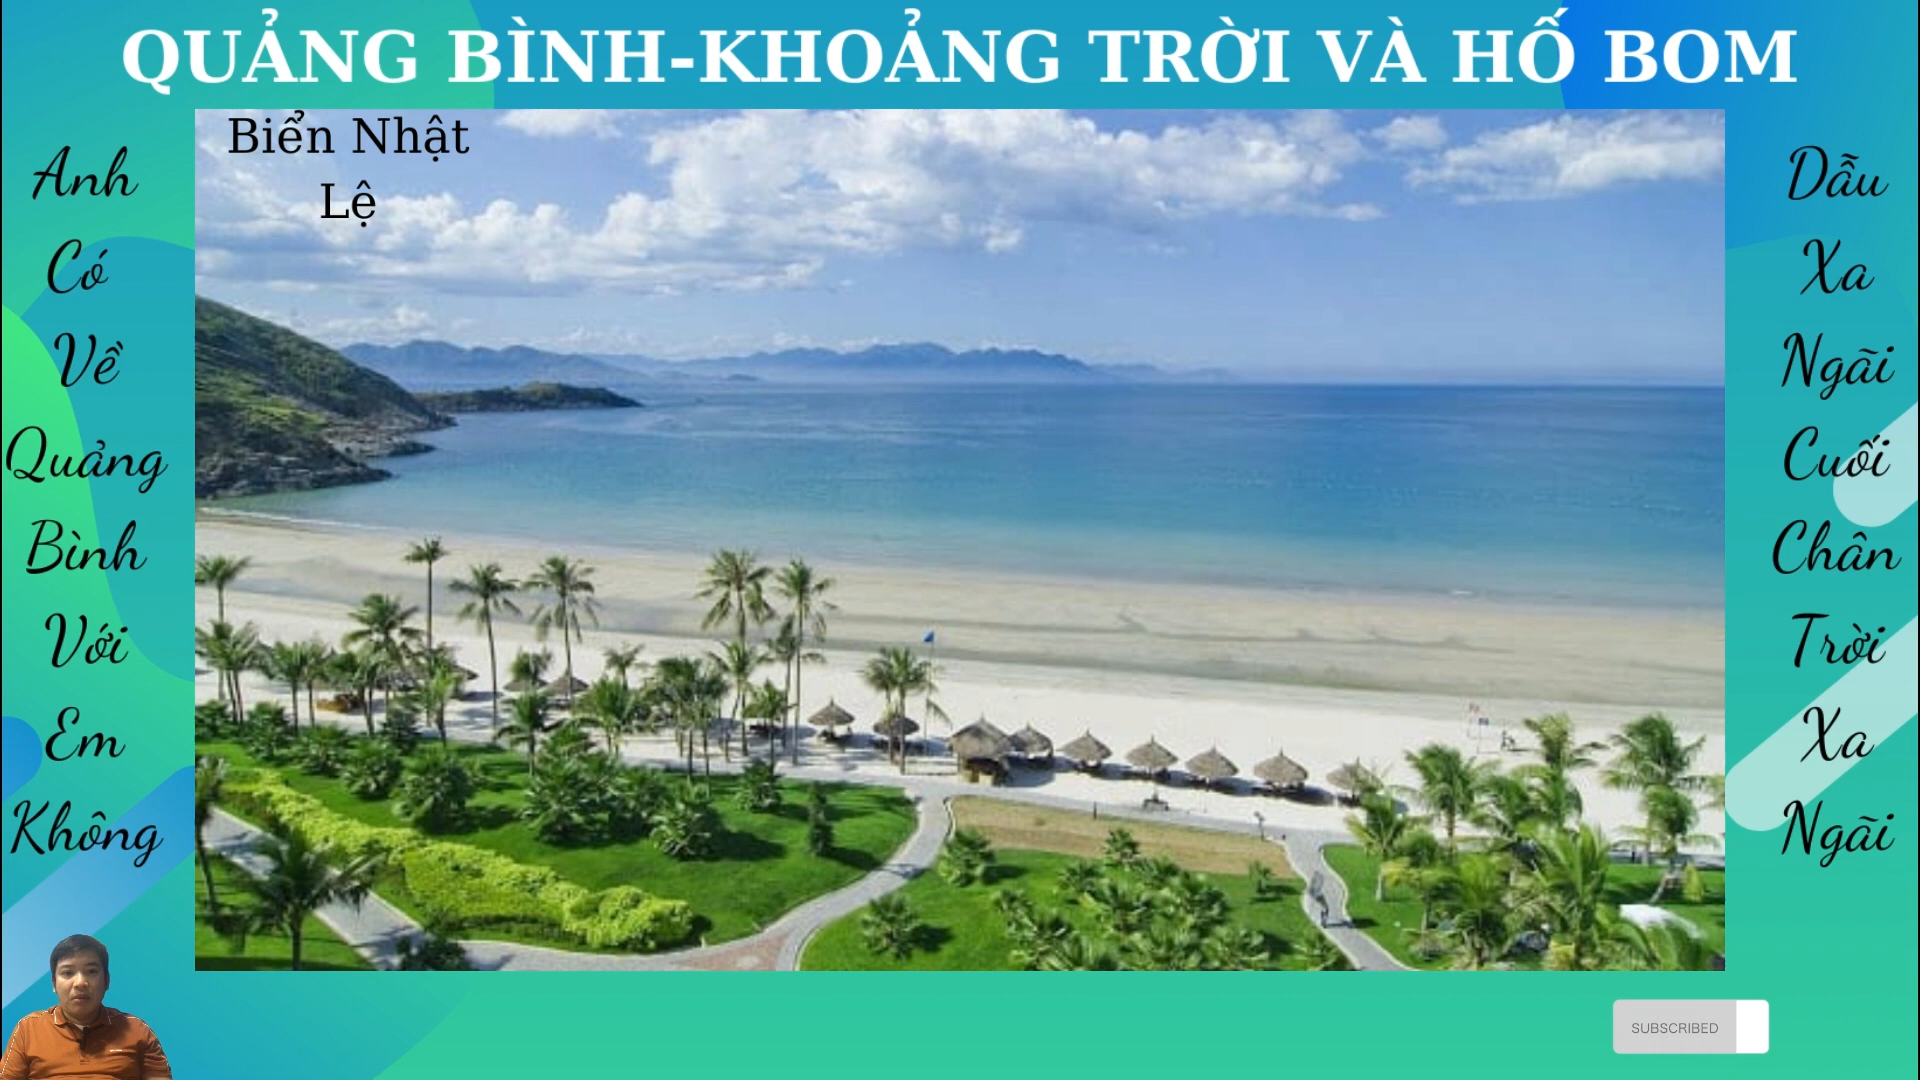 QUẢNG BÌNH-KHOẢNG TRỜI VÀ HỐ BOM
Biển Nhật
Lệ
Anh
Có
Về
Quảng
Bình
Với
Em
Không
Dẫu
Xa
Ngãi
Cuối
Chân
Trời
Xa
Ngãi
SUBSCRIBED